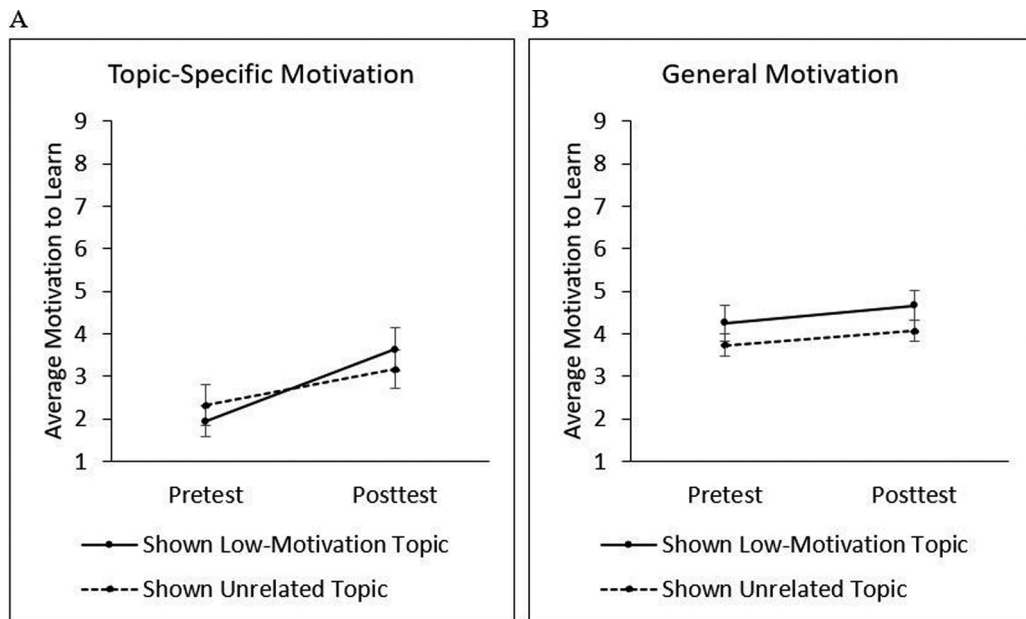 A
Topic-Specific Motivation
Average Motivation to Learn
9
8
7
6
5
4
3
2
1
Pretest Posttest
Shown Low-Motivation Topic
Shown Unrelated Topic
B
General Motivation
Average Motivation to Learn
9
8
7
6
5
4
3
2
1
Pretest Posttest
Shown Low-Motivation Topic
Shown Unrelated Topic